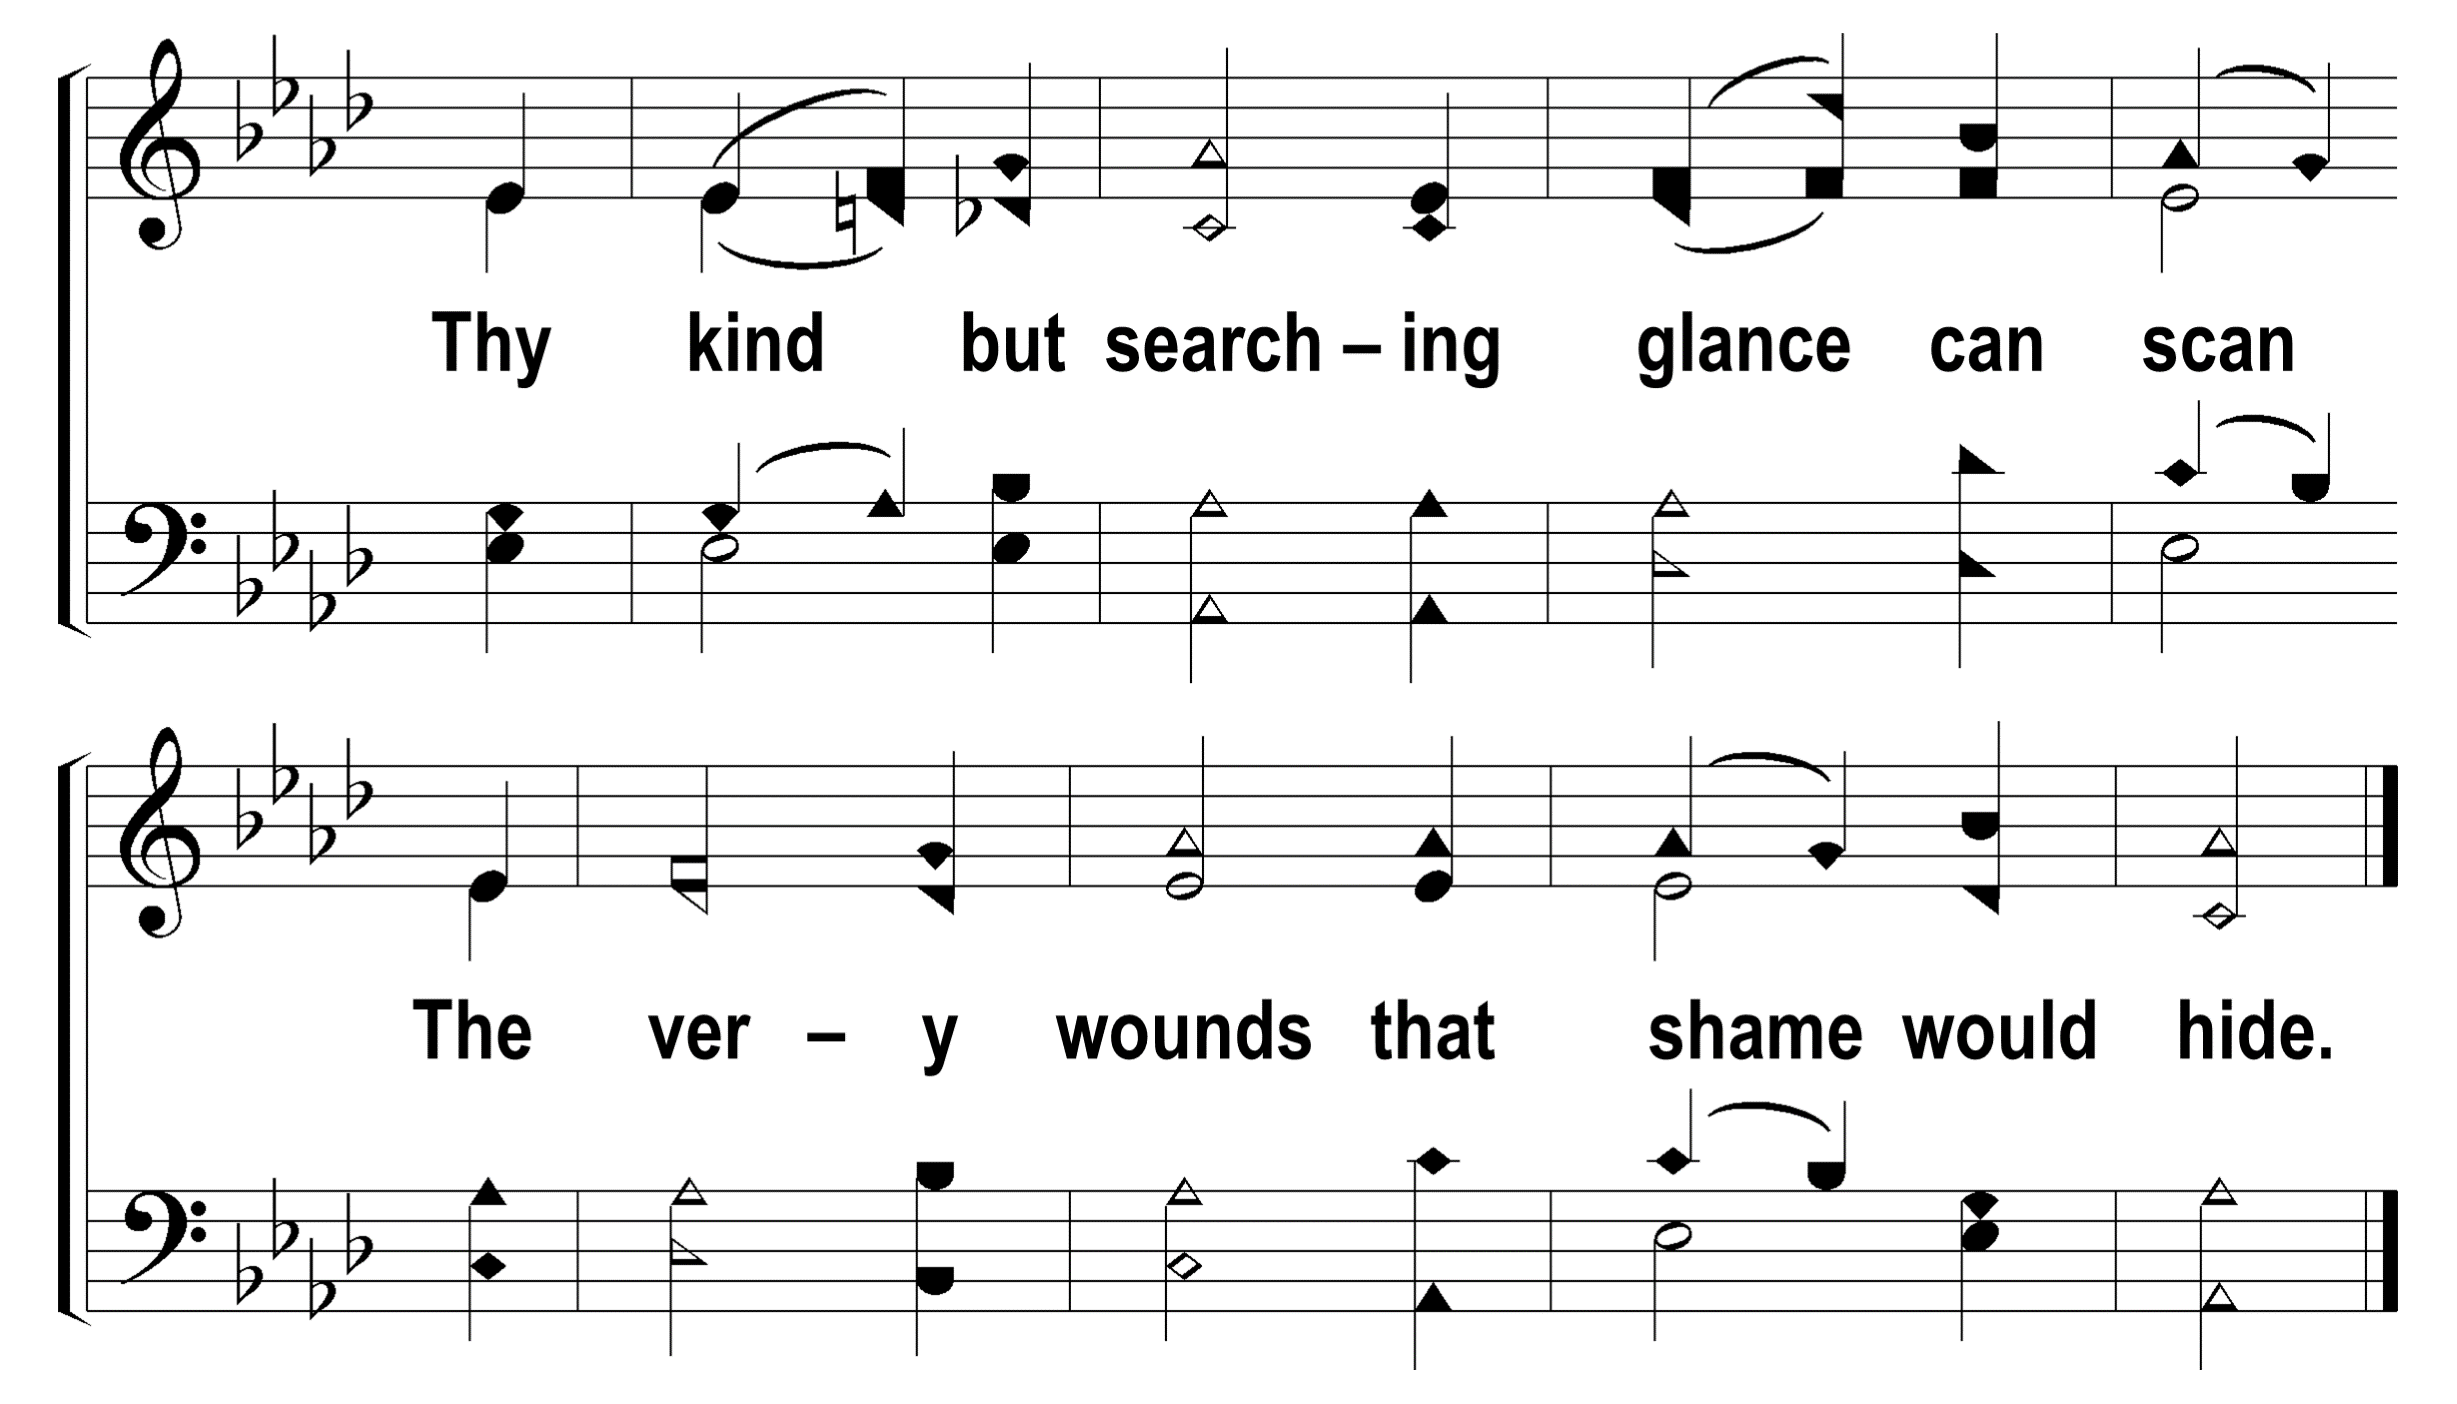 Thy kind but search – ing glance can scan
The ver – y wounds that shame would hide.